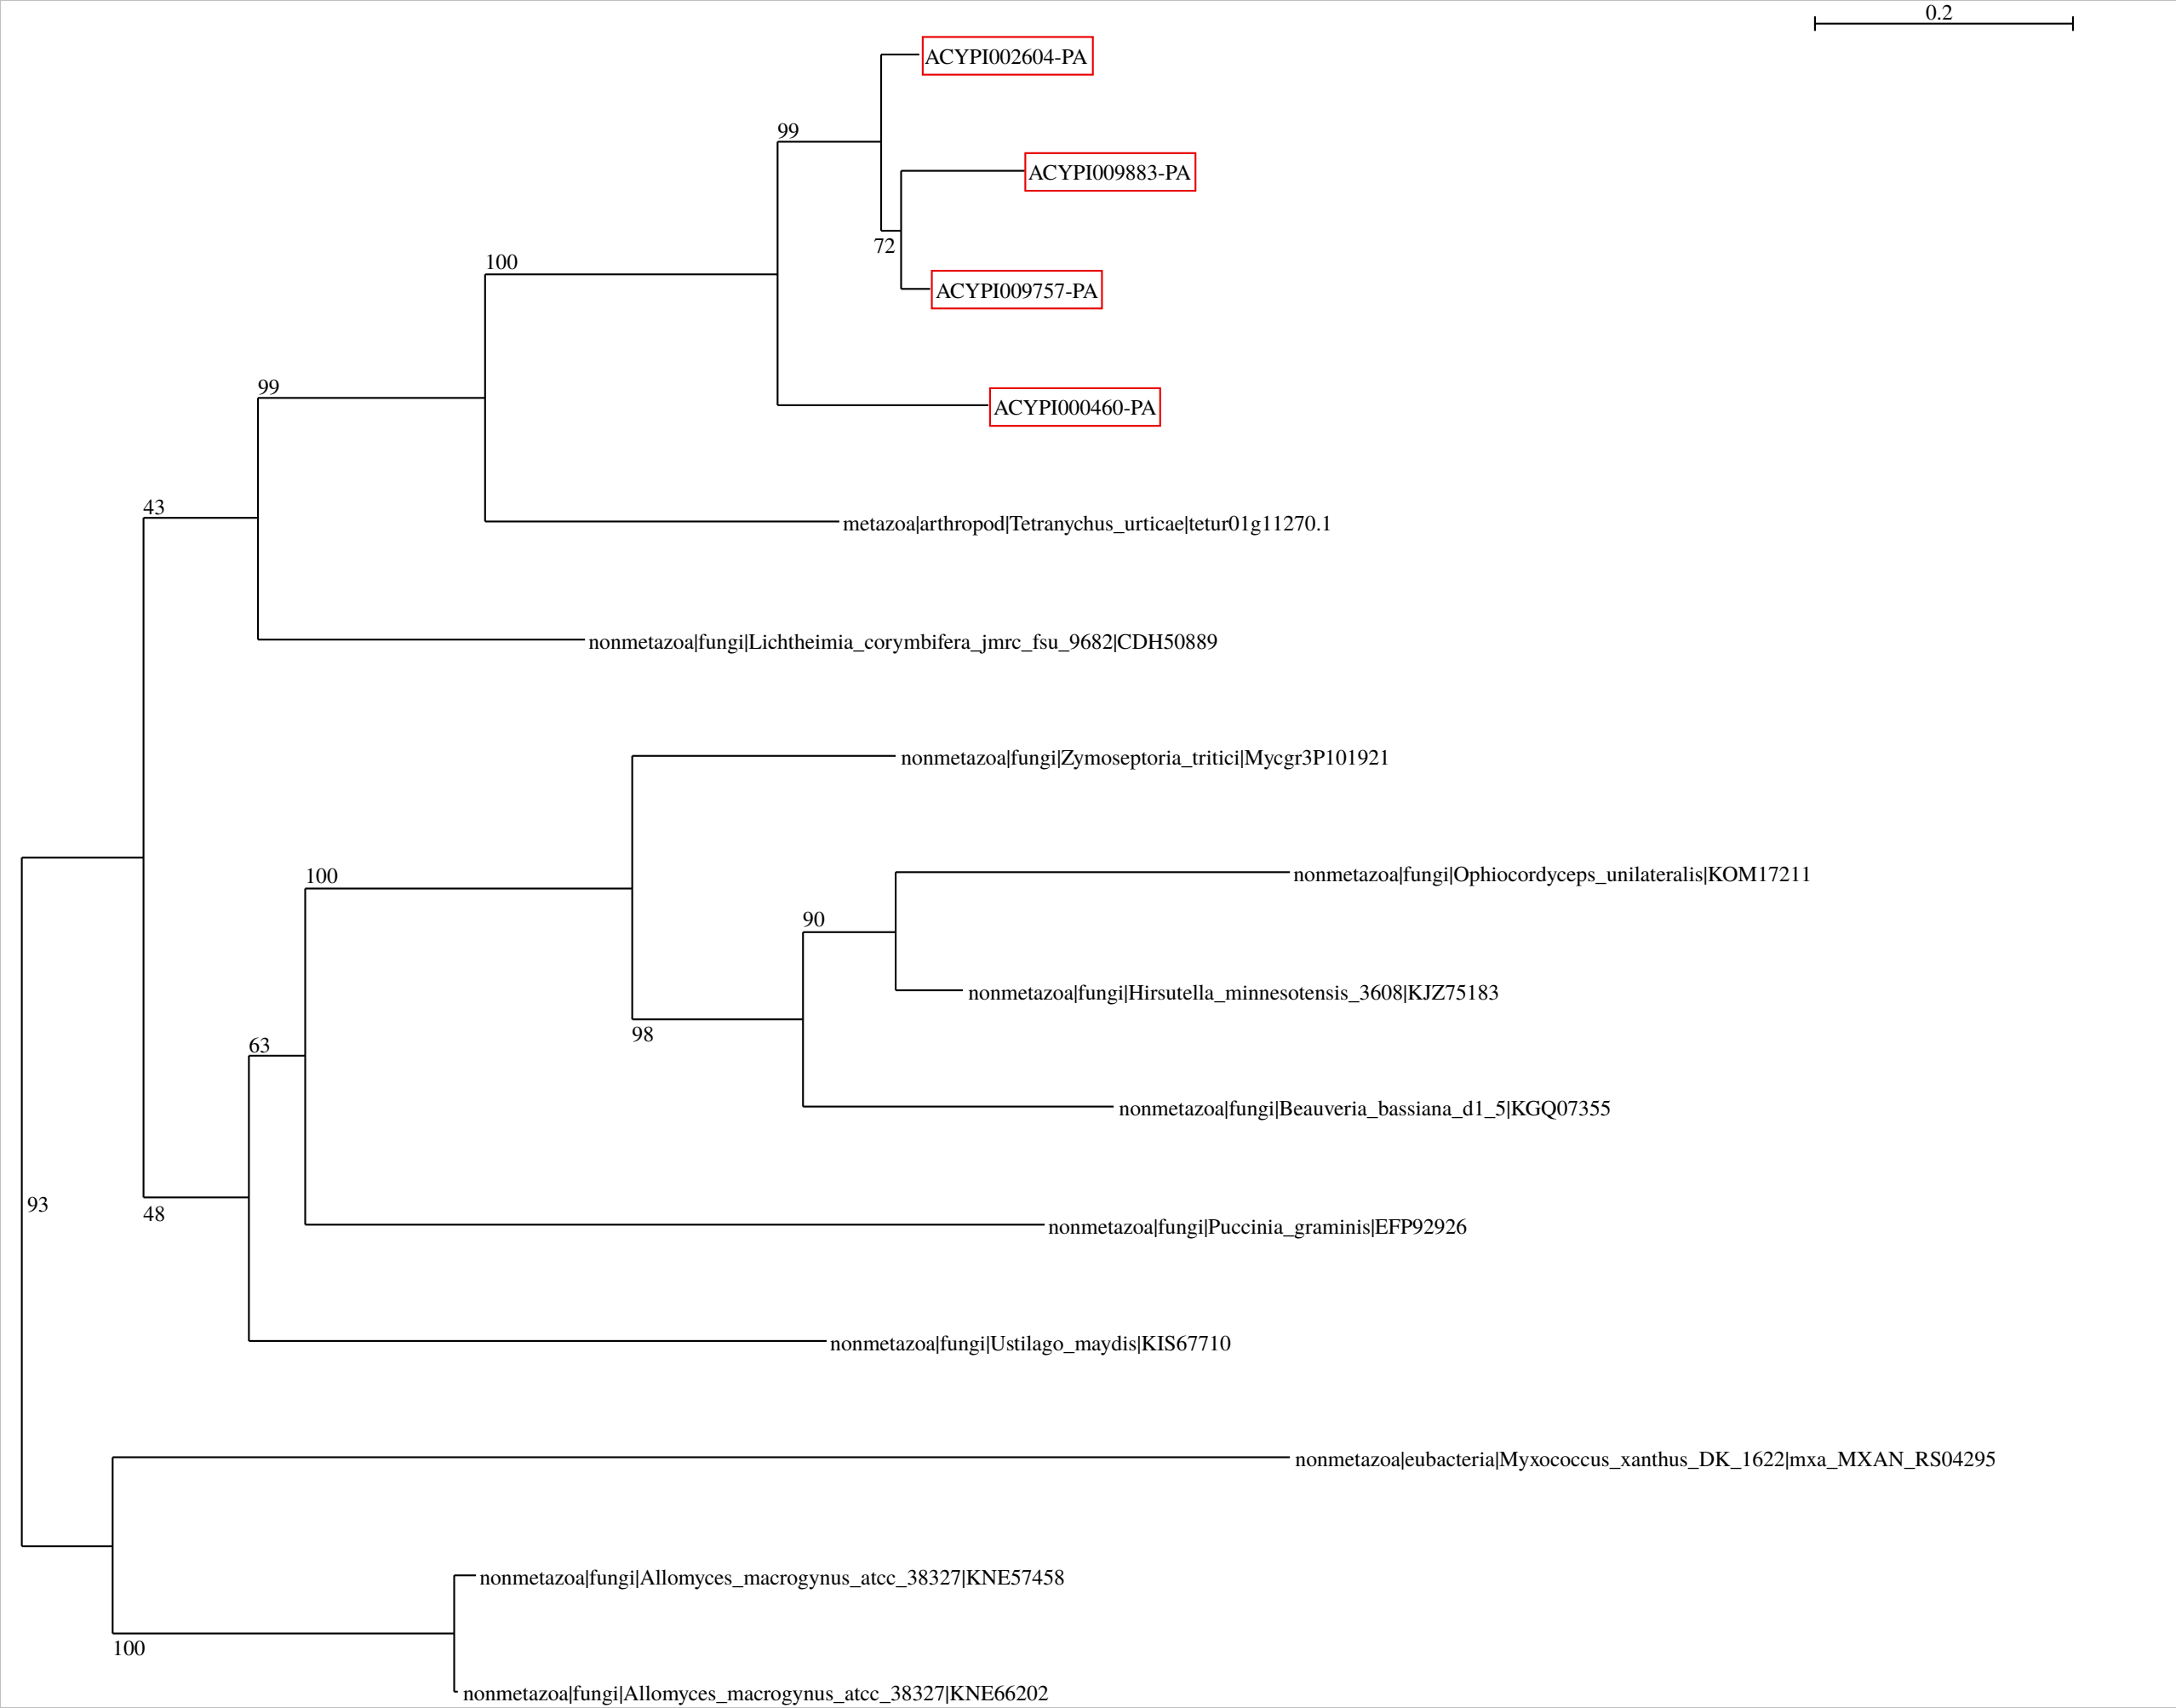 0.2
ACYPI002604-PA
99
ACYPI009883-PA
72
100
ACYPI009757-PA
99
ACYPI000460-PA
43
metazoa|arthropod|Tetranychus_urticae|tetur01g11270.1
nonmetazoa|fungi|Lichtheimia_corymbifera_jmrc_fsu_9682|CDH50889
nonmetazoa|fungi|Zymoseptoria_tritici|Mycgr3P101921
100
nonmetazoa|fungi|Ophiocordyceps_unilateralis|KOM17211
90
nonmetazoa|fungi|Hirsutella_minnesotensis_3608|KJZ75183
98
63
nonmetazoa|fungi|Beauveria_bassiana_d1_5|KGQ07355
93
48
nonmetazoa|fungi|Puccinia_graminis|EFP92926
nonmetazoa|fungi|Ustilago_maydis|KIS67710
nonmetazoa|eubacteria|Myxococcus_xanthus_DK_1622|mxa_MXAN_RS04295
nonmetazoa|fungi|Allomyces_macrogynus_atcc_38327|KNE57458
100
nonmetazoa|fungi|Allomyces_macrogynus_atcc_38327|KNE66202